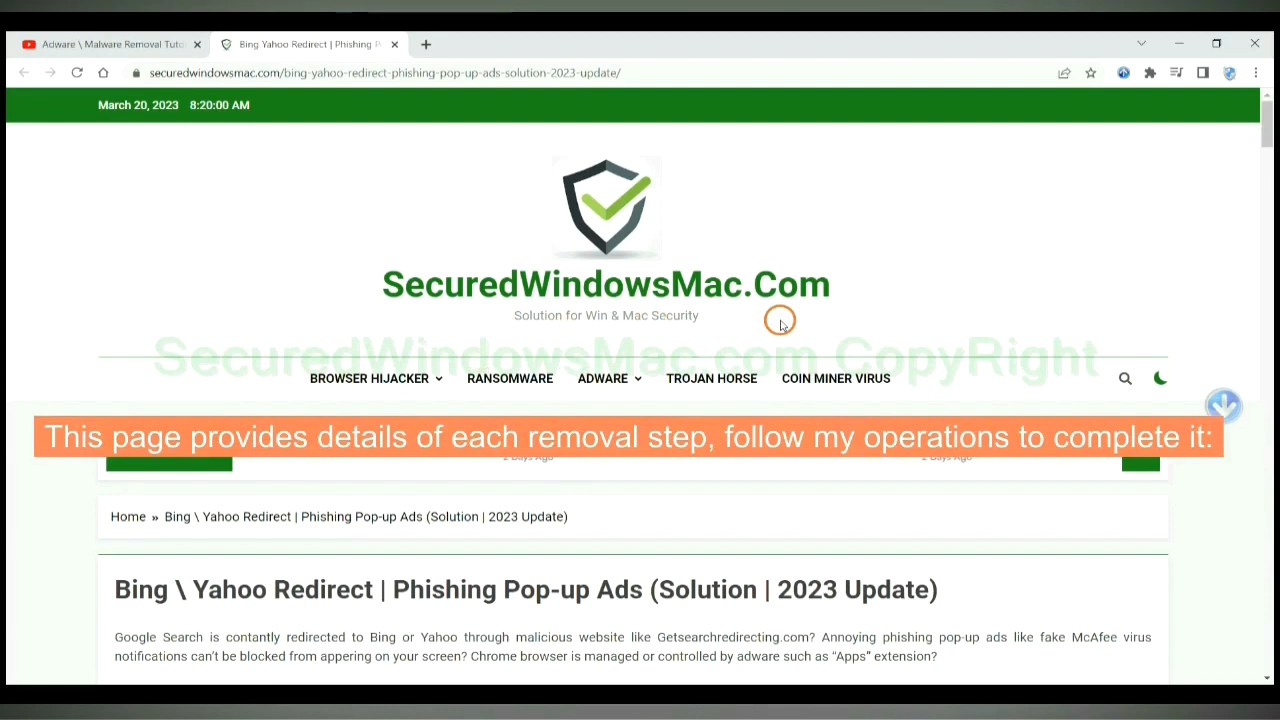 Adware \ Malware Removal Tuto
Bing Yahoo Redirect | Phishing P
securedwindowsmac.com/bing-yahoo-redirect-phishing-pop-up-ads-solution-2023-update/
March 20, 2023 8:20:00 AM
SecuredWindowsMac.Com
Solution for Win & Mac Security
SecuredWindowsMac.com CopyRight
BROWSER HIJACKER RANSOMWARE ADWARE TROJAN HORSE COIN MINER VIRUS
This page provides details of each removal step, follow my operations to complete it:
2 Days Ago 2 Days Ago
Home » Bing \ Yahoo Redirect | Phishing Pop-up Ads (Solution | 2023 Update)
Bing \ Yahoo Redirect | Phishing Pop-up Ads (Solution | 2023 Update)
Google Search is contantly redirected to Bing or Yahoo through malicious website like Getsearchredirecting.com? Annoying phishing pop-up ads like fake McAfee virus
notifications can't be blocked from appering on your screen? Chrome browser is managed or controlled by adware such as “Apps” extension?